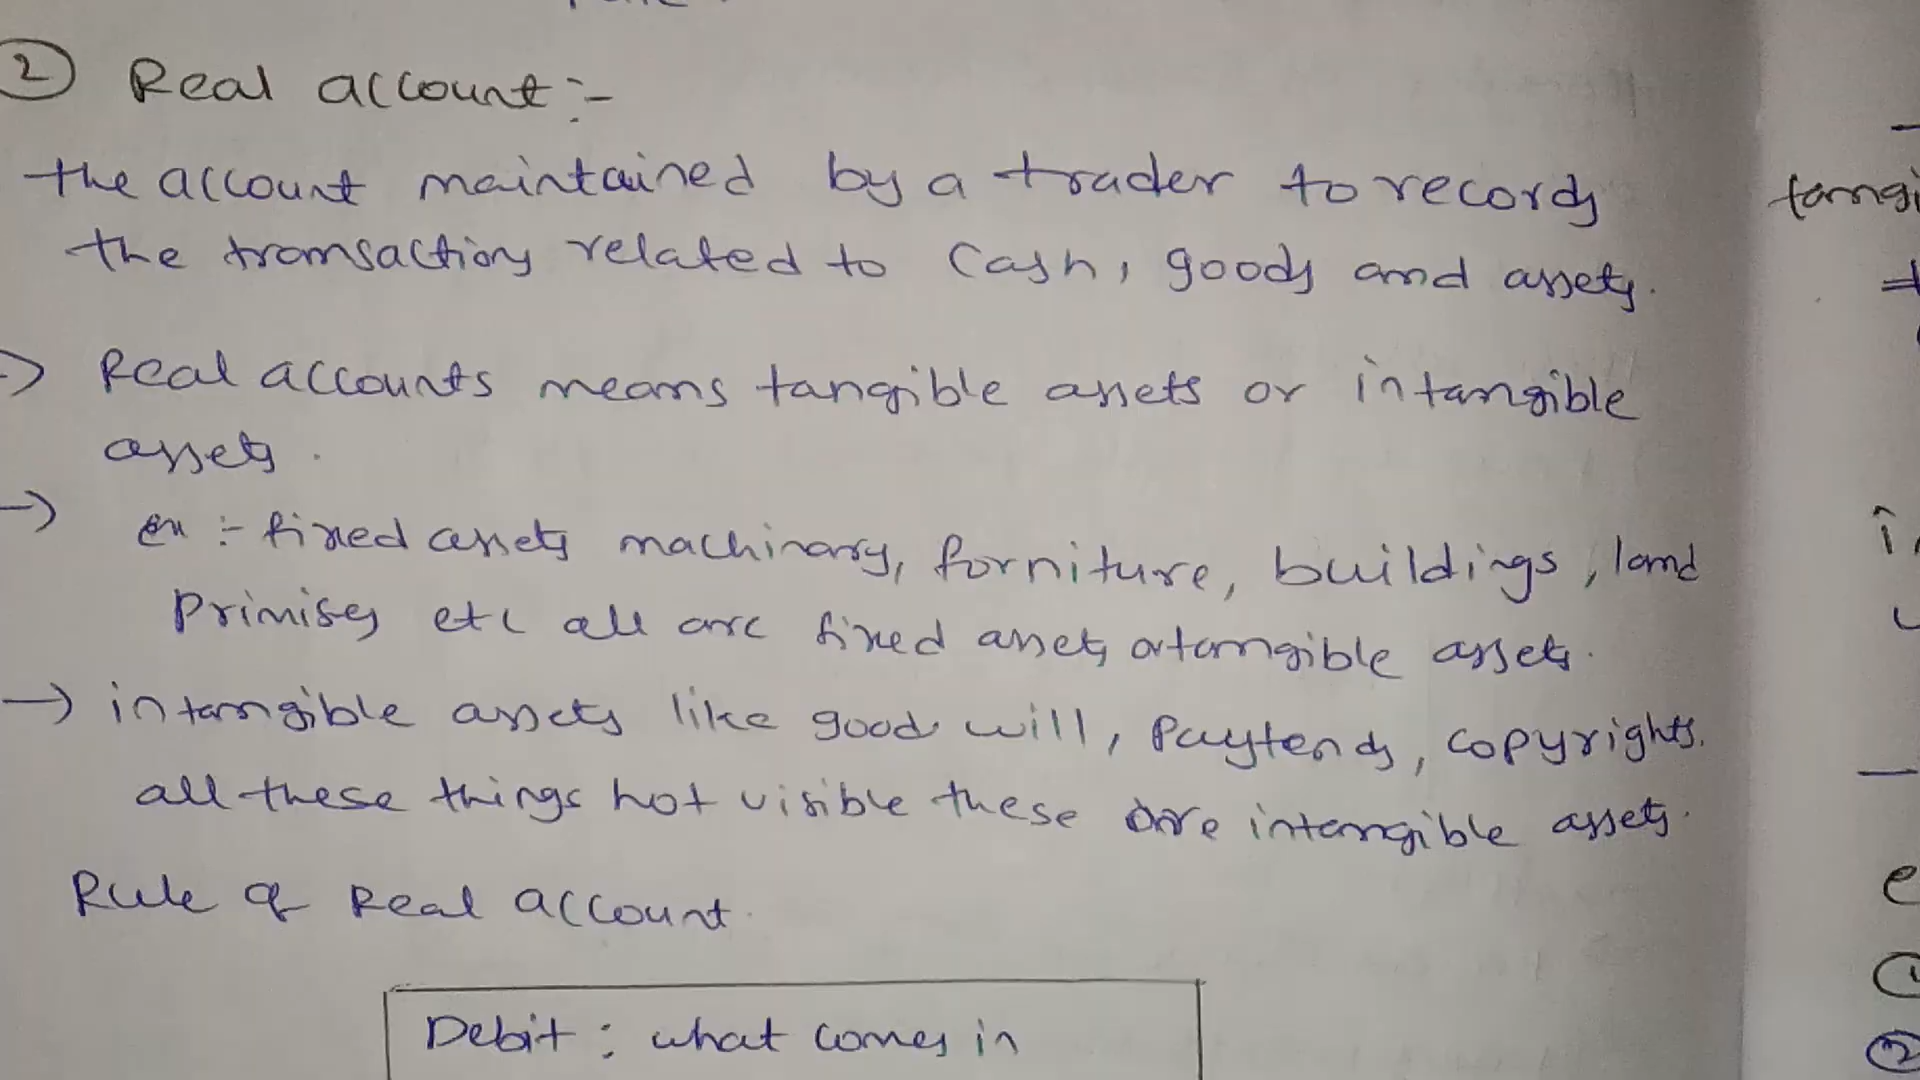 2 Real account:-
the account maintained by a trader to records
the transactions related to Cash, goods and assets.
-> Real accounts means tangible assets or intangible
assets.
-> ex :- fixed assets machinary, forniture, buildings, land
Primises etc all are fixed assets or tangible assets.
-> intangible assets like good will, Paytends, copyrights.
all these things not visible these are intangible assets.
Rule of Real account.
Debit : what comes in
tangi
e
1
2